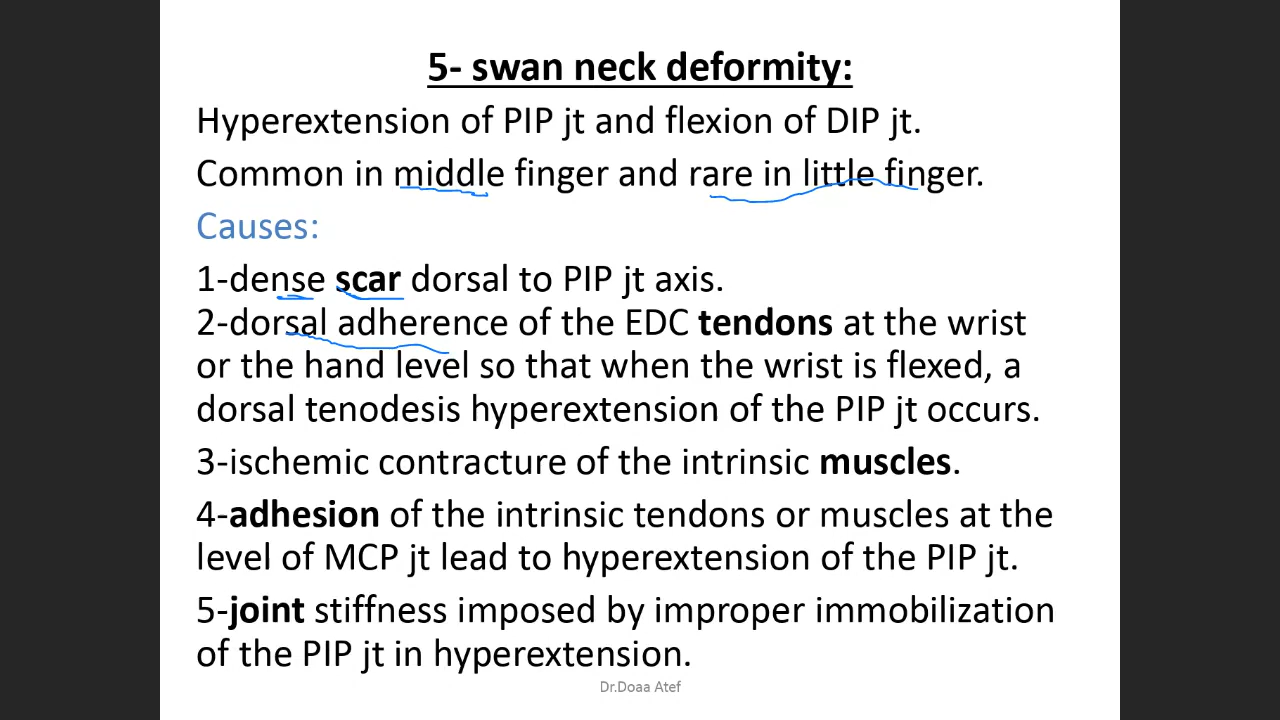 5- swan neck deformity:
Hyperextension of PIP jt and flexion of DIP jt.
Common in middle finger and rare in little finger.
Causes:
1-dense scar dorsal to PIP jt axis.
2-dorsal adherence of the EDC tendons at the wrist
or the hand level so that when the wrist is flexed, a
dorsal tenodesis hyperextension of the PIP jt occurs.
3-ischemic contracture of the intrinsic muscles.
4-adhesion of the intrinsic tendons or muscles at the
level of MCP jt lead to hyperextension of the PIP jt.
5-joint stiffness imposed by improper immobilization
of the PIP jt in hyperextension.
Dr.Doaa Atef